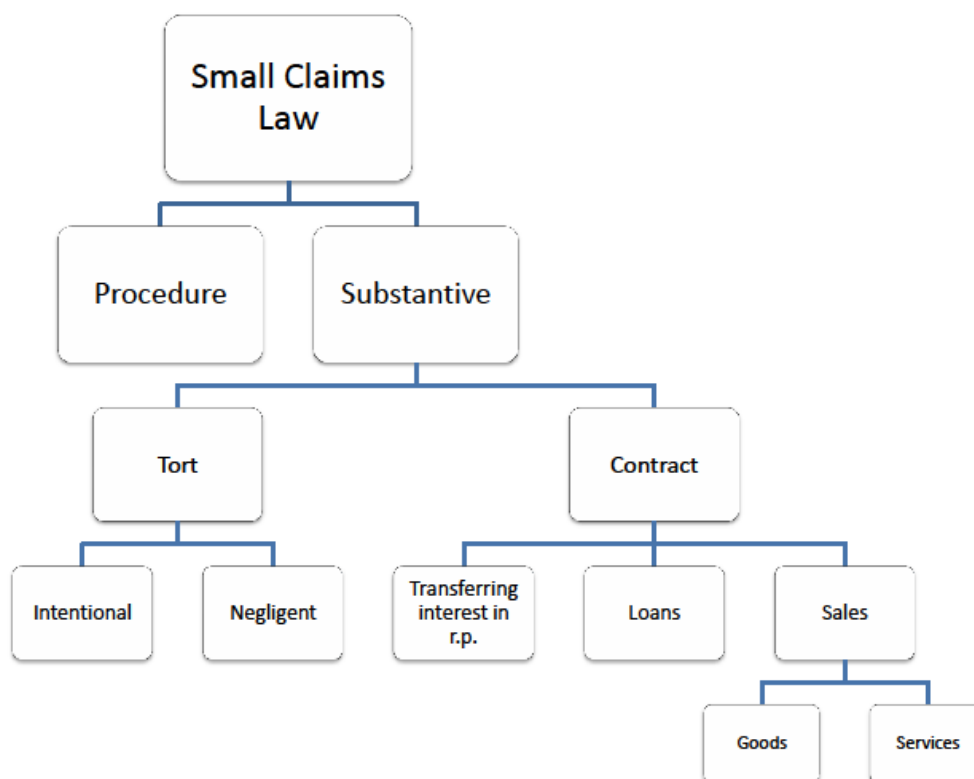 Small Claims
Law
Procedure
Substantive
Tort
Contract
Intentional
Negligent
Transferring
interest in
r.p.
Loans
Sales
Goods
Services